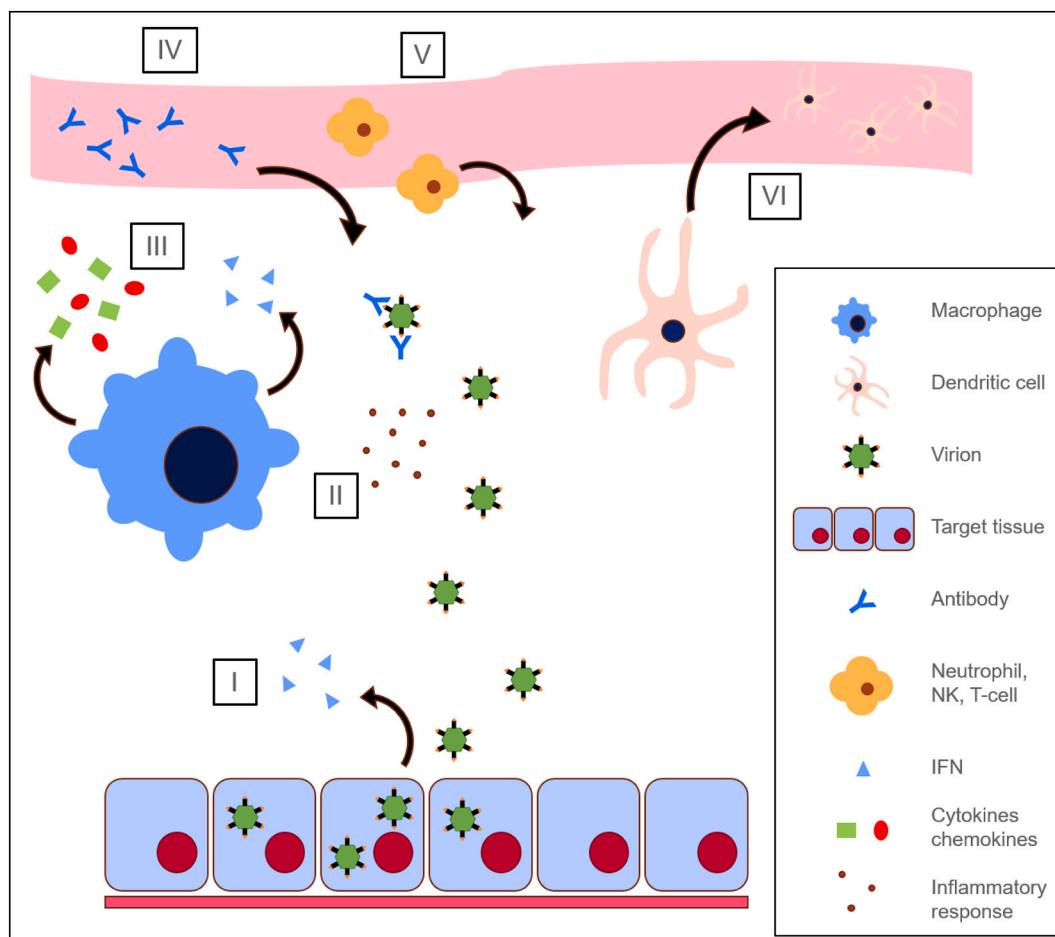 IV
V
VI
III
II
I
Macrophage
Dendritic cell
Virion
Target tissue
Antibody
Neutrophil,
NK, T-cell
IFN
Cytokines
chemokines
Inflammatory
response